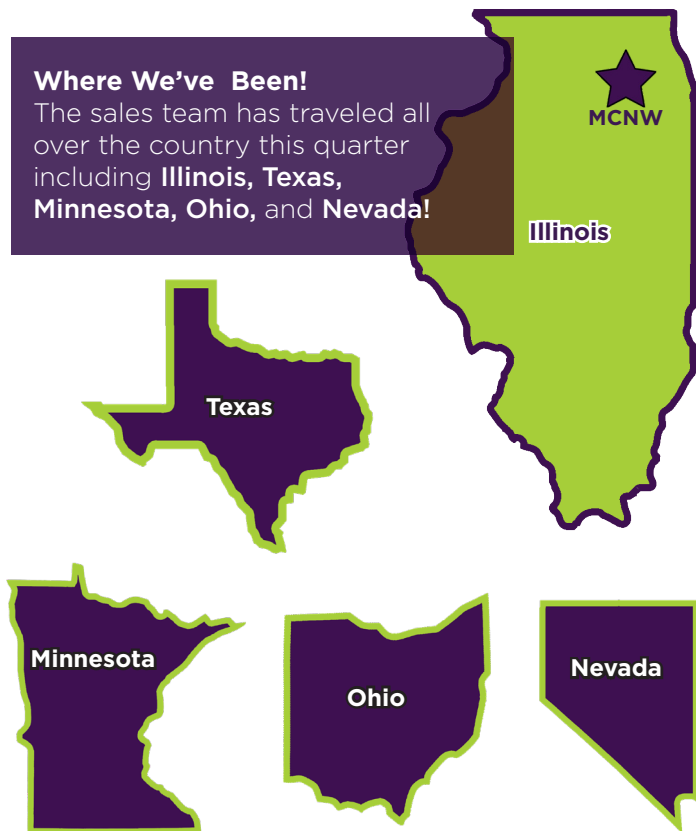 Where We've Been!
The sales team has traveled all
over the country this quarter
including Illinois, Texas,
Minnesota, Ohio, and Nevada!
MCNW
Illinois
Texas
Minnesota
Ohio
Nevada